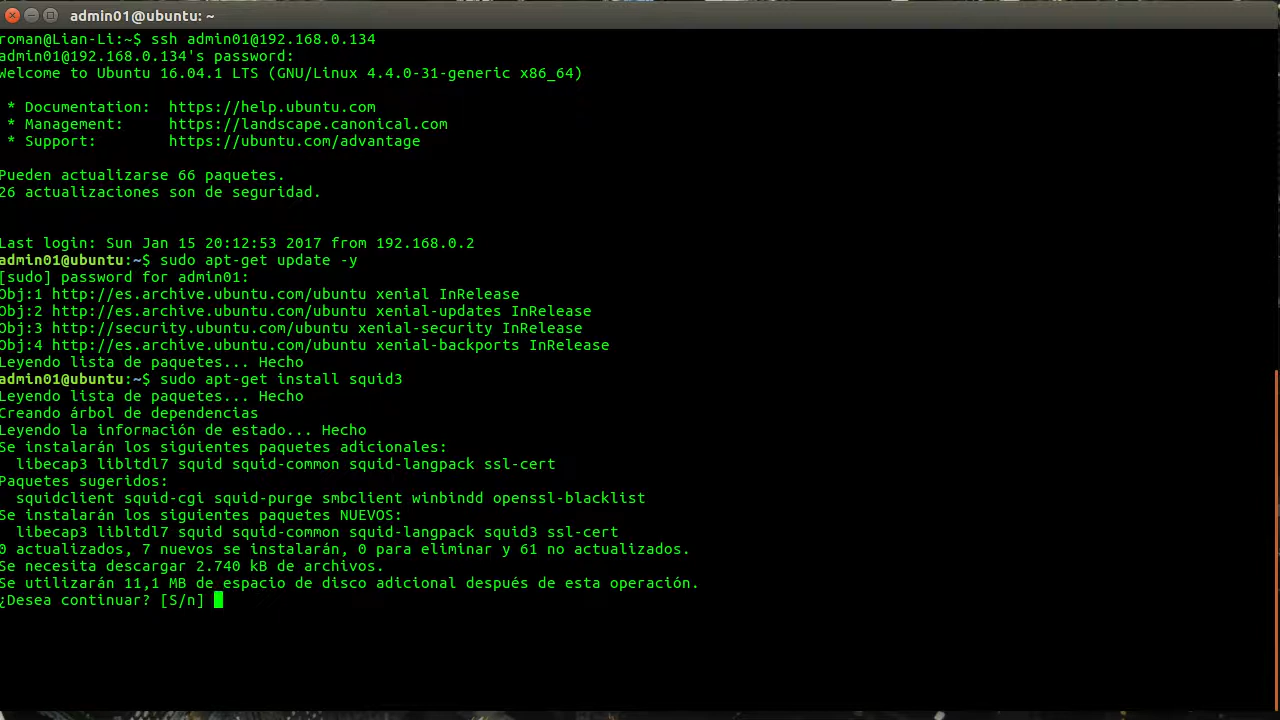 admin01@ubuntu: ~
roman@Lian-Li:~$ ssh admin01@192.168.0.134
admin01@192.168.0.134's password:
Welcome to Ubuntu 16.04.1 LTS (GNU/Linux 4.4.0-31-generic x86_64)
* Documentation:  https://help.ubuntu.com
* Management:     https://landscape.canonical.com
* Support:        https://ubuntu.com/advantage
Pueden actualizarse 66 paquetes.
26 actualizaciones son de seguridad.
Last login: Sun Jan 15 20:12:53 2017 from 192.168.0.2
admin01@ubuntu:~$ sudo apt-get update -y
[sudo] password for admin01:
Obj:1 http://es.archive.ubuntu.com/ubuntu xenial InRelease
Obj:2 http://es.archive.ubuntu.com/ubuntu xenial-updates InRelease
Obj:3 http://security.ubuntu.com/ubuntu xenial-security InRelease
Obj:4 http://es.archive.ubuntu.com/ubuntu xenial-backports InRelease
Leyendo lista de paquetes... Hecho
admin01@ubuntu:~$ sudo apt-get install squid3
Leyendo lista de paquetes... Hecho
Creando árbol de dependencias
Leyendo la información de estado... Hecho
Se instalarán los siguientes paquetes adicionales:
libecap3 libltdl7 squid squid-common squid-langpack ssl-cert
Paquetes sugeridos:
squidclient squid-cgi squid-purge smbclient winbindd openssl-blacklist
Se instalarán los siguientes paquetes NUEVOS:
libecap3 libltdl7 squid squid-common squid-langpack squid3 ssl-cert
0 actualizados, 7 nuevos se instalarán, 0 para eliminar y 61 no actualizados.
Se necesita descargar 2.740 kB de archivos.
Se utilizarán 11,1 MB de espacio de disco adicional después de esta operación.
¿Desea continuar? [S/n]